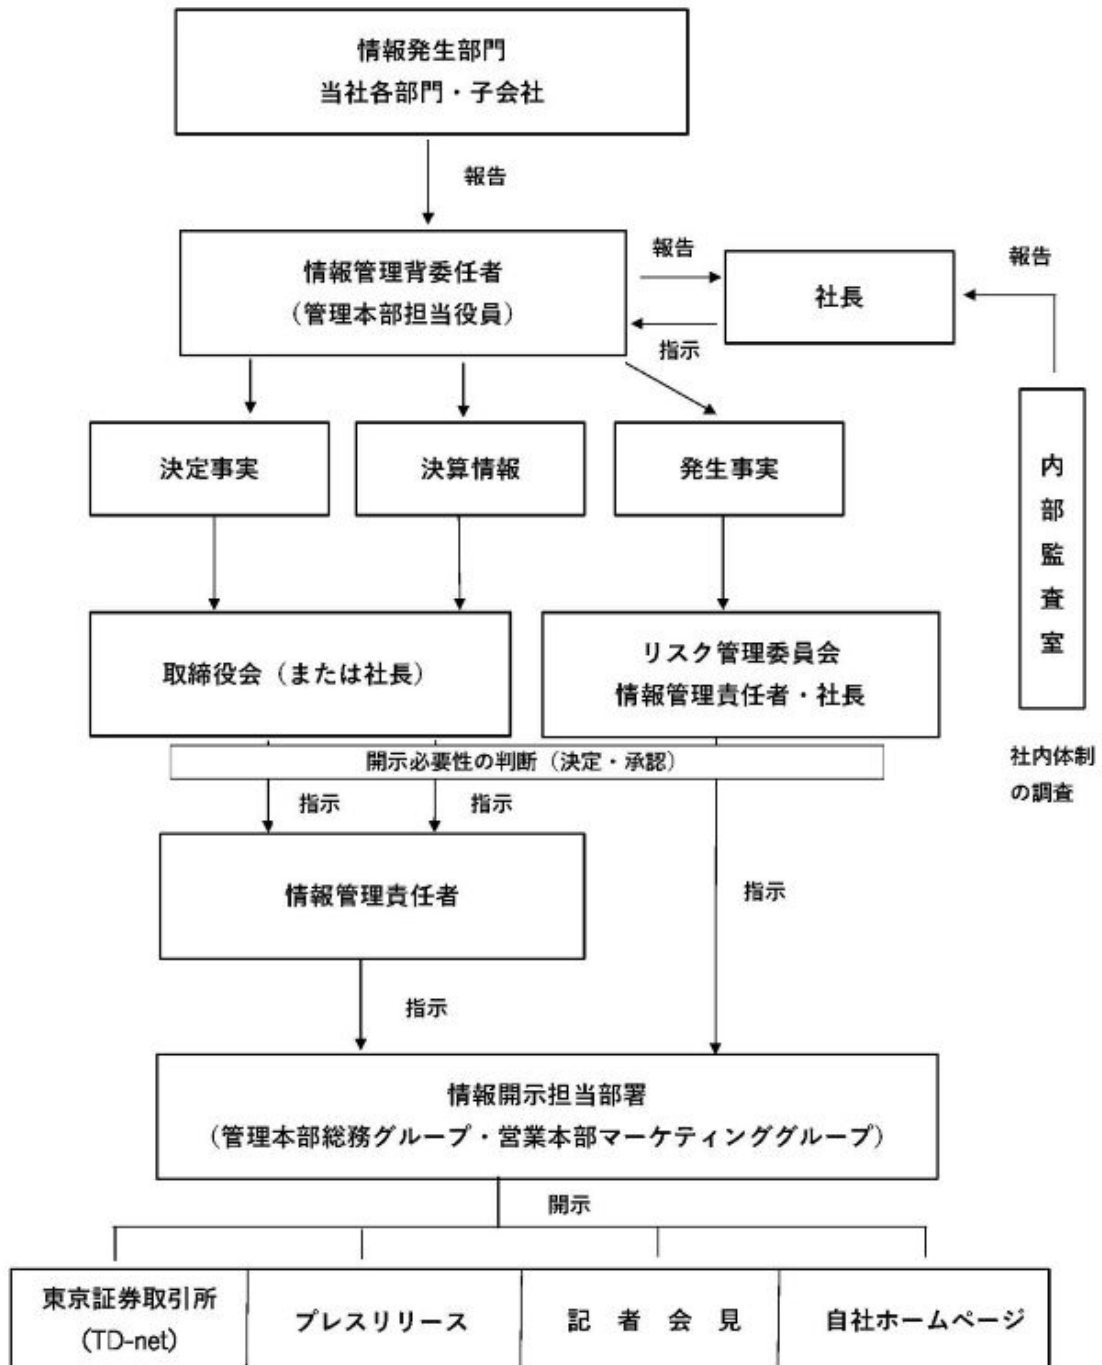 情報発生部門
当社各部門・子会社
報告
情報管理背委任者
（管理本部担当役員）
報告
指示
社長
報告
決定事実
決算情報
発生事実
内部監査室
取締役会（または社長）
リスク管理委員会
情報管理責任者・社長
社内体制
の調査
開示必要性の判断（決定・承認）
指示
指示
情報管理責任者
指示
指示
情報開示担当部署
（管理本部総務グループ・営業本部マーケティンググループ）
開示
東京証券取引所
(TD-net)
プレスリリース
記 者 会 見
自社ホームページ